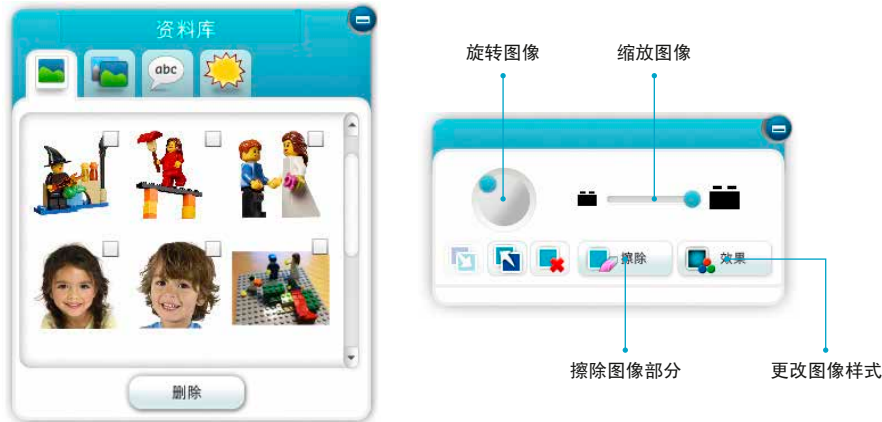 资料库
abc
删除
旋转图像
缩放图像
擦除
效果
擦除图像部分
更改图像样式